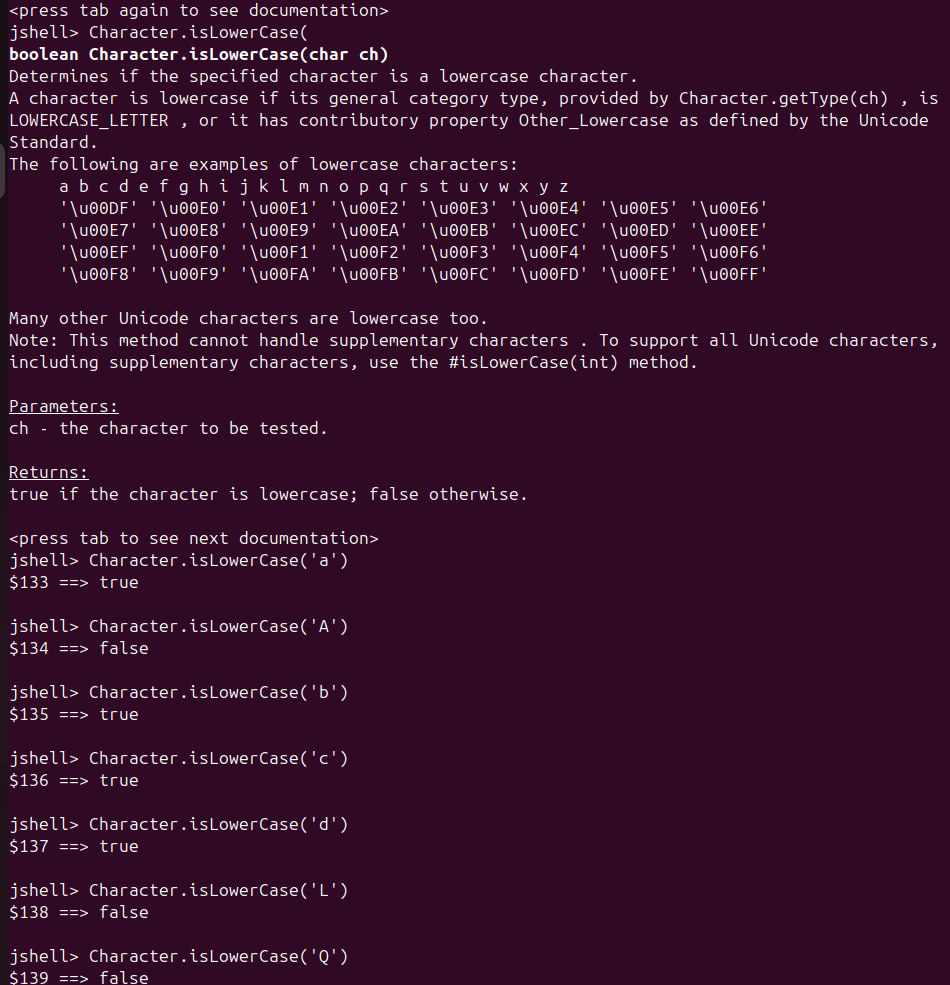 <press tab again to see documentation>
jshell> Character.isLowerCase(
boolean Character.isLowerCase(char ch)
Determines if the specified character is a lowercase character.
A character is lowercase if its general category type, provided by Character.getType(ch) , is
LOWERCASE_LETTER , or it has contributory property Other_Lowercase as defined by the Unicode
Standard.
The following are examples of lowercase characters:
a b c d e f g h i j k l m n o p q r s t u v w x y z
'\u00DF' '\u00E0' '\u00E1' '\u00E2' '\u00E3' '\u00E4' '\u00E5' '\u00E6'
'\u00E7' '\u00E8' '\u00E9' '\u00EA' '\u00EB' '\u00EC' '\u00ED' '\u00EE'
'\u00EF' '\u00F0' '\u00F1' '\u00F2' '\u00F3' '\u00F4' '\u00F5' '\u00F6'
'\u00F8' '\u00F9' '\u00FA' '\u00FB' '\u00FC' '\u00FD' '\u00FE' '\u00FF'
Many other Unicode characters are lowercase too.
Note: This method cannot handle supplementary characters . To support all Unicode characters,
including supplementary characters, use the #isLowerCase(int) method.
Parameters:
ch - the character to be tested.
Returns:
true if the character is lowercase; false otherwise.
<press tab to see next documentation>
jshell> Character.isLowerCase('a')
$133 ==> true
jshell> Character.isLowerCase('A')
$134 ==> false
jshell> Character.isLowerCase('b')
$135 ==> true
jshell> Character.isLowerCase('c')
$136 ==> true
jshell> Character.isLowerCase('d')
$137 ==> true
jshell> Character.isLowerCase('L')
$138 ==> false
jshell> Character.isLowerCase('Q')
$139 ==> false